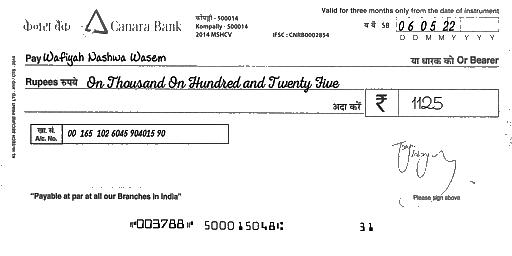 केनरा बैंक Canara Bank
कोंपल्ली - 500014
Kompally - 500014
2014 MSHCV
IFSC : CNRB0002854
Valid for three months only from the date of instrument
SB 06 05 22
D D M M Y Y Y Y
Pay Wafiyah Nashwa Wasem या धारक को Or Bearer
Rupees रुपये On Thousand On Hundred and Twenty Five
अदा करें ₹ 1125
खा. सं.
A/c. No. 00 165 102 6045 904015 90
"Payable at par at all our Branches in India"
Please sign above
⑈003788⑈ 500015048⑆ 31